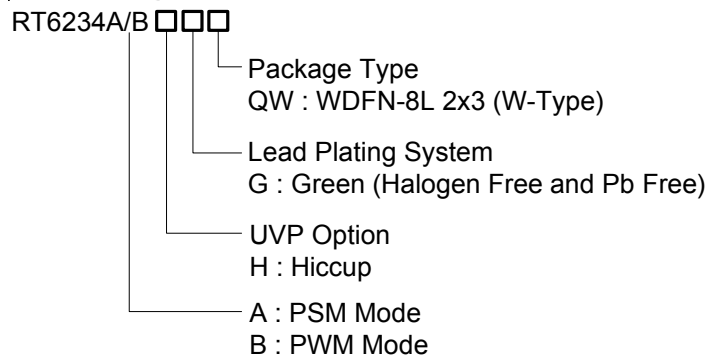 RT6234A/B □□□
Package Type
QW : WDFN-8L 2x3 (W-Type)
Lead Plating System
G : Green (Halogen Free and Pb Free)
UVP Option
H : Hiccup
A : PSM Mode
B : PWM Mode